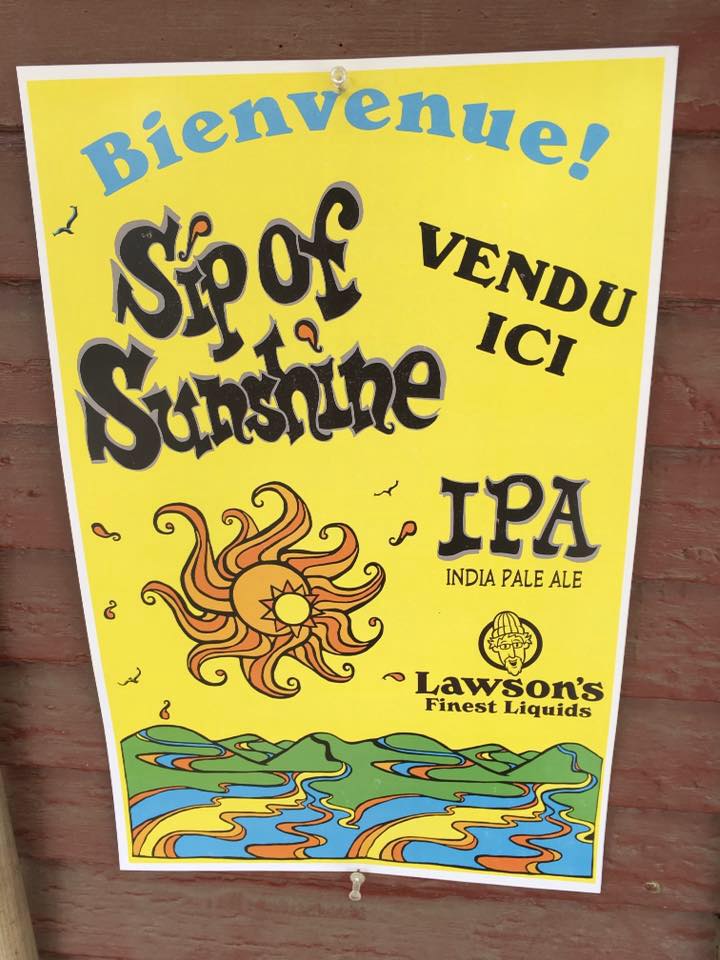 Bienvenue!
Sip of
Sunshine
VENDU
ICI
IPA
INDIA PALE ALE
Lawson's
Finest Liquids